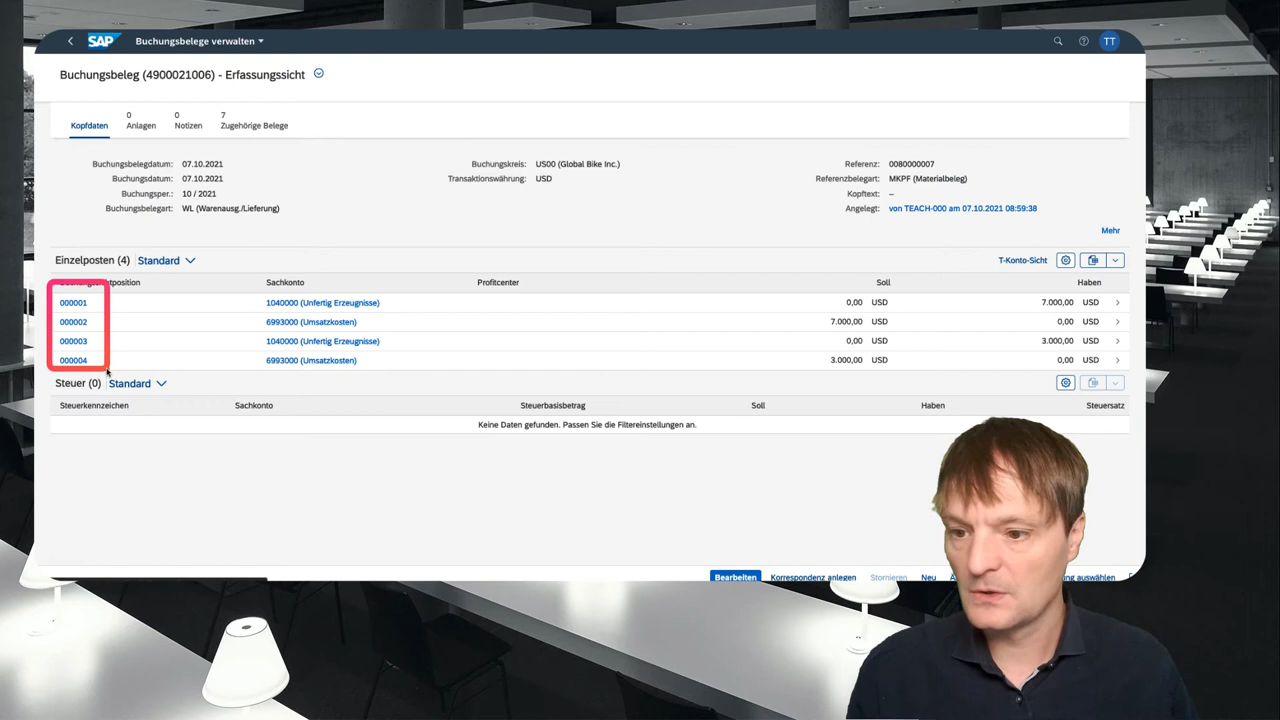 SAP Buchungsbelege verwalten TT
Buchungsbeleg (4900021006) - Erfassungssicht
0 0 7
Kopfdaten Anlagen Notizen Zugehörige Belege
Buchungsbelegdatum: 07.10.2021 Buchungskreis: US00 (Global Bike Inc.) Referenz: 0080000007
Buchungsdatum: 07.10.2021 Transaktionswährung: USD Referenzbelegart: MKPF (Materialbeleg)
Buchungsper.: 10 / 2021 Kopftext: –
Buchungsbelegart: WL (Warenausg./Lieferung) Angelegt: von TEACH-000 am 07.10.2021 08:59:38
Mehr
Einzelposten (4) Standard T-Konto-Sicht
Sachkonto Profitcenter Soll Haben
000001 1040000 (Unfertig Erzeugnisse) 0,00 USD 7.000,00 USD
000002 6993000 (Umsatzkosten) 7.000,00 USD 0,00 USD
000003 1040000 (Unfertig Erzeugnisse) 0,00 USD 3.000,00 USD
000004 6993000 (Umsatzkosten) 3.000,00 USD 0,00 USD
Steuer (0) Standard
Steuerkennzeichen Sachkonto Steuerbasisbetrag Soll Haben Steuersatz
Keine Daten gefunden. Passen Sie die Filtereinstellungen an.
Bearbeiten Korrespondenz anlegen Stornieren Neu auswählen